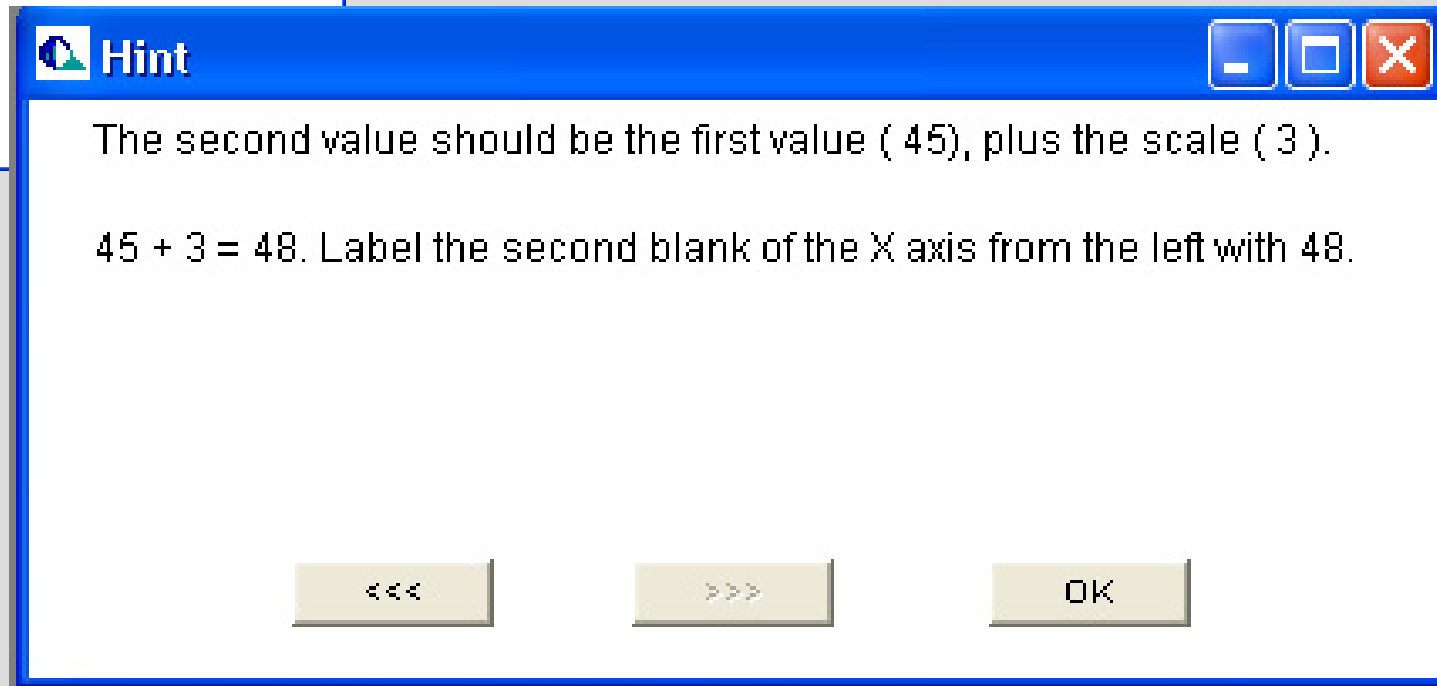 Hint
The second value should be the first value ( 45), plus the scale ( 3 ).
45 + 3 = 48. Label the second blank of the X axis from the left with 48.
<<< >>> OK